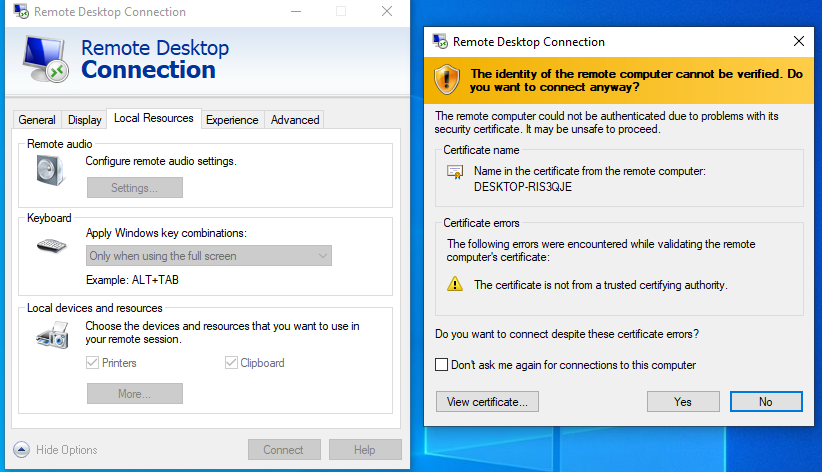 Remote Desktop Connection
Remote Desktop
Connection
General Display Local Resources Experience Advanced
Remote audio
Configure remote audio settings.
Settings...
Keyboard
Apply Windows key combinations:
Only when using the full screen
Example: ALT+TAB
Local devices and resources
Choose the devices and resources that you want to use in
your remote session.
Printers Clipboard
More...
Hide Options Connect Help
Remote Desktop Connection
The identity of the remote computer cannot be verified. Do
you want to connect anyway?
The remote computer could not be authenticated due to problems with its
security certificate. It may be unsafe to proceed.
Certificate name
Name in the certificate from the remote computer:
DESKTOP-RIS3QJE
Certificate errors
The following errors were encountered while validating the remote
computer's certificate:
The certificate is not from a trusted certifying authority.
Do you want to connect despite these certificate errors?
Don't ask me again for connections to this computer
View certificate... Yes No